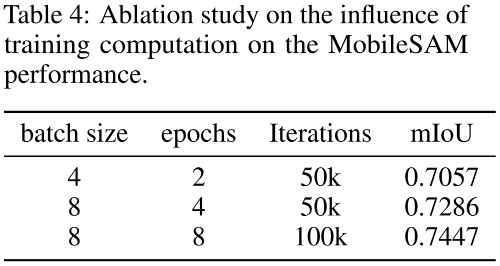 Table 4: Ablation study on the influence of
training computation on the MobileSAM
performance.
batch size epochs Iterations mIoU
4 2 50k 0.7057
8 4 50k 0.7286
8 8 100k 0.7447